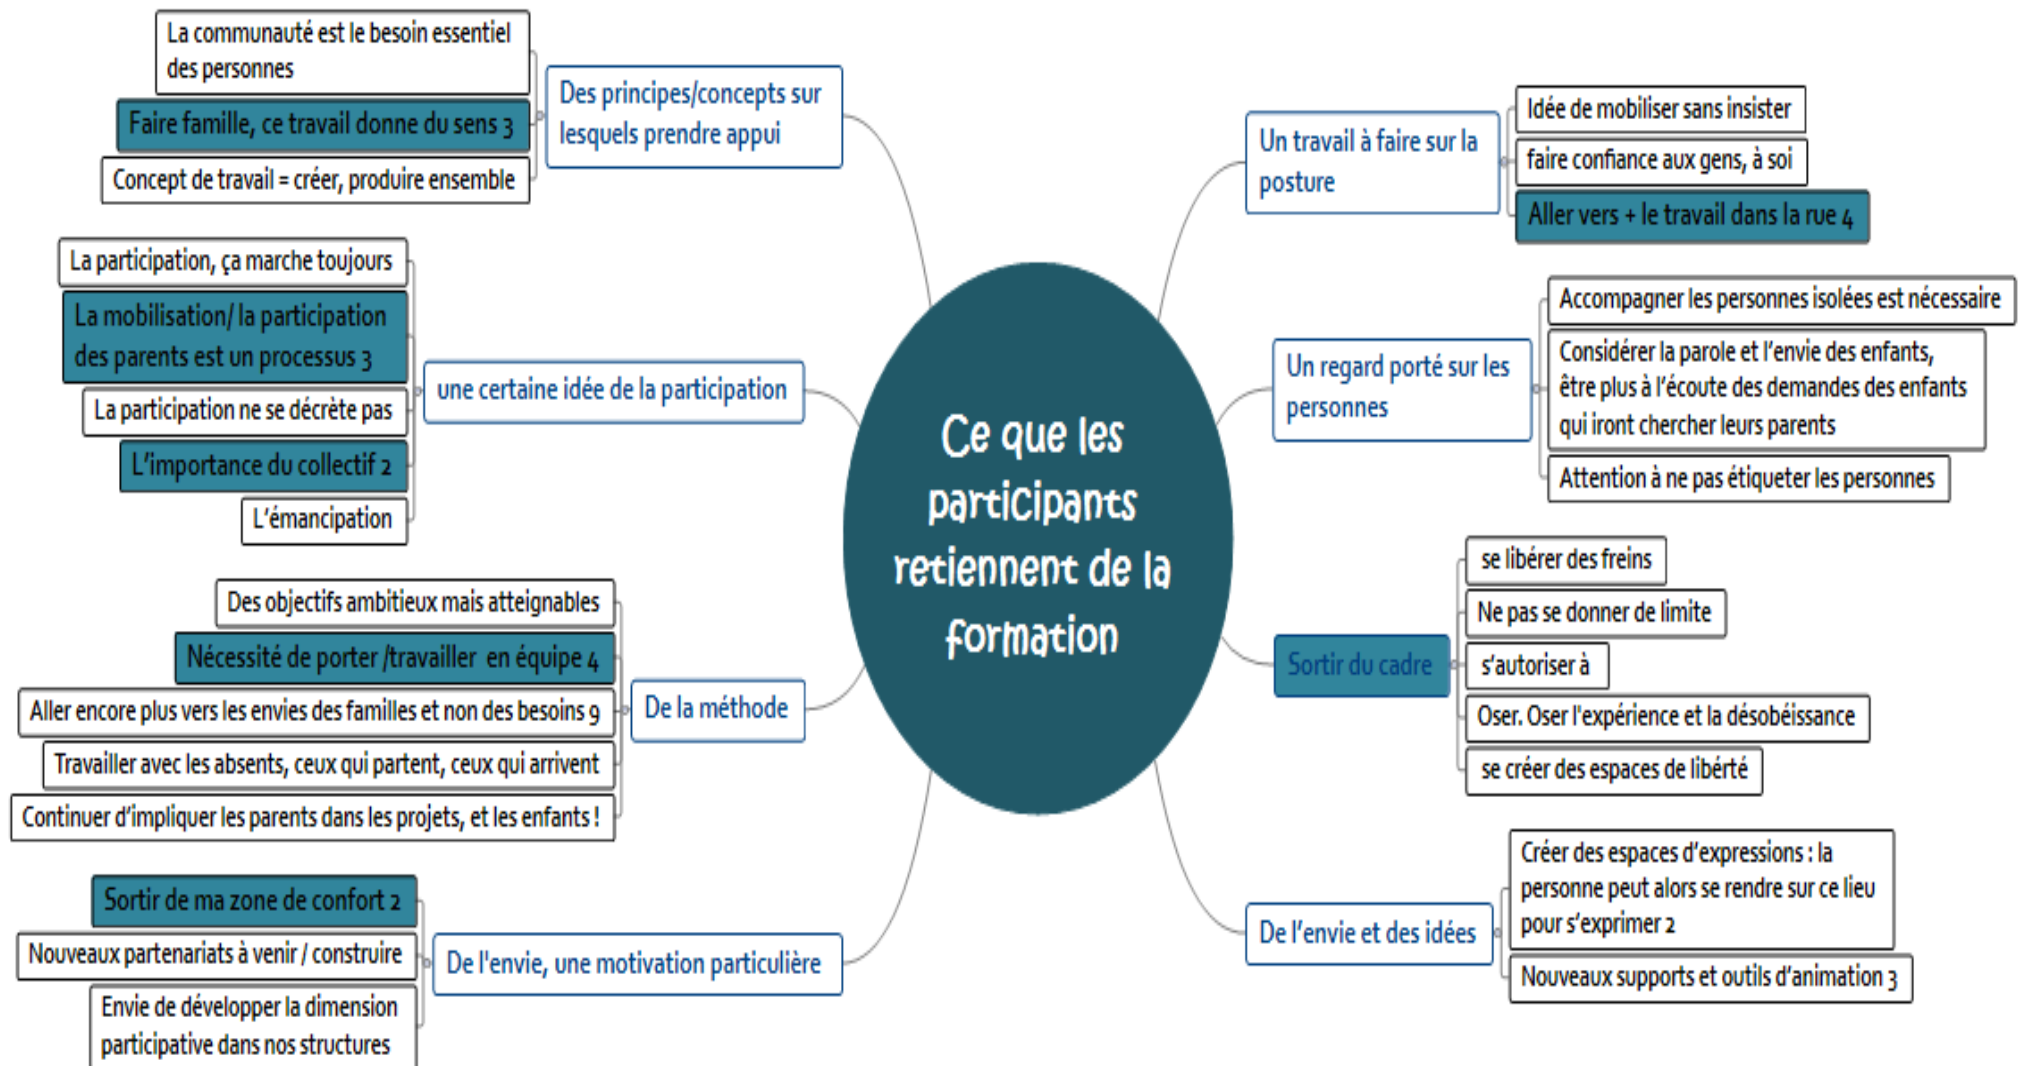 Ce que les
participants
retiennent de la
formation
Des principes/concepts sur
lesquels prendre appui
La communauté est le besoin essentiel
des personnes
Faire famille, ce travail donne du sens 3
Concept de travail = créer, produire ensemble
une certaine idée de la participation
La participation, ça marche toujours
La mobilisation/ la participation
des parents est un processus 3
La participation ne se décrète pas
L’importance du collectif 2
L’émancipation
De la méthode
Des objectifs ambitieux mais atteignables
Nécessité de porter /travailler en équipe 4
Aller encore plus vers les envies des familles et non des besoins 9
Travailler avec les absents, ceux qui partent, ceux qui arrivent
Continuer d’impliquer les parents dans les projets, et les enfants !
De l'envie, une motivation particulière
Sortir de ma zone de confort 2
Nouveaux partenariats à venir / construire
Envie de développer la dimension
participative dans nos structures
Un travail à faire sur la
posture
Idée de mobiliser sans insister
faire confiance aux gens, à soi
Aller vers + le travail dans la rue 4
Un regard porté sur les
personnes
Accompagner les personnes isolées est nécessaire
Considérer la parole et l’envie des enfants,
être plus à l’écoute des demandes des enfants
qui iront chercher leurs parents
Attention à ne pas étiqueter les personnes
Sortir du cadre
se libérer des freins
Ne pas se donner de limite
s’autoriser à
Oser. Oser l'expérience et la désobéissance
se créer des espaces de libérté
De l’envie et des idées
Créer des espaces d’expressions : la
personne peut alors se rendre sur ce lieu
pour s’exprimer 2
Nouveaux supports et outils d’animation 3